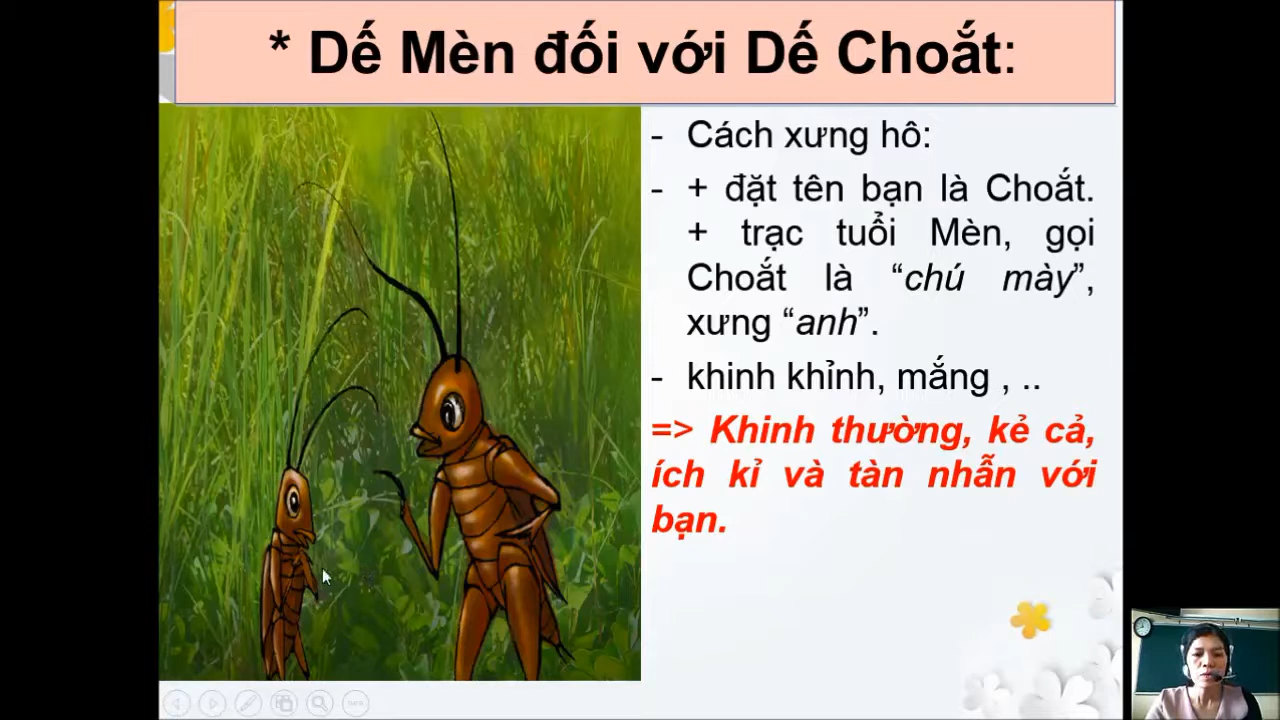 * Dế Mèn đối với Dế Choắt:
- Cách xưng hô:
- + đặt tên bạn là Choắt.
+ trạc tuổi Mèn, gọi
Choắt là “chú mày”,
xưng “anh”.
- khinh khỉnh, mắng , ..
=> Khinh thường, kẻ cả,
ích kỉ và tàn nhẫn với
bạn.